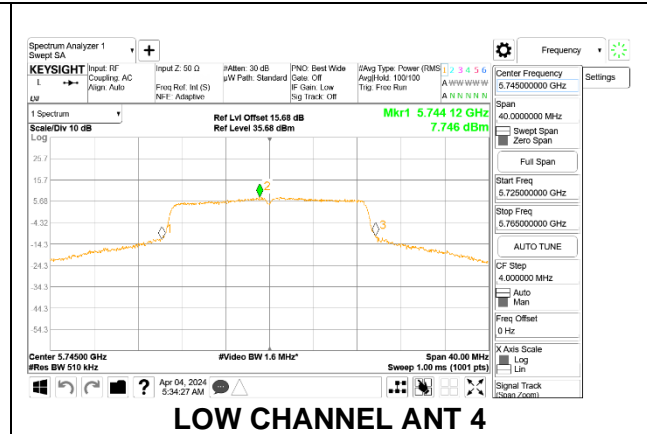 Spectrum Analyzer 1
Swept SA
KEYSIGHT
Input: RF
Coupling: AC
Align: Auto
Input Z: 50 Ω
Freq Ref: Int (S)
NFE: Adaptive
#Atten: 30 dB
µW Path: Standard
PNO: Best Wide
Gate: Off
IF Gain: Low
Sig Track: Off
#Avg Type: Power (RMS
Avg|Hold: 100/100
Trig: Free Run
1 2 3 4 5 6
A W W W W W
A N N N N N
L
1 Spectrum
Scale/Div 10 dB
Ref Lvl Offset 15.68 dB
Ref Level 35.68 dBm
Mkr1 5.744 12 GHz
7.746 dBm
Log
25.7
15.7
5.68
-4.32
-14.3
-24.3
-34.3
-44.3
-54.3
2
1
3
Center 5.74500 GHz
#Res BW 510 kHz
#Video BW 1.6 MHz*
Span 40.00 MHz
Sweep 1.00 ms (1001 pts)
Apr 04, 2024
5:34:27 AM
Frequency
Settings
Center Frequency
5.745000000 GHz
Span
40.0000000 MHz
Swept Span
Zero Span
Full Span
Start Freq
5.725000000 GHz
Stop Freq
5.765000000 GHz
AUTO TUNE
CF Step
4.000000 MHz
Auto
Man
Freq Offset
0 Hz
X Axis Scale
Log
Lin
Signal Track
(Span Zoom)
LOW CHANNEL ANT 4